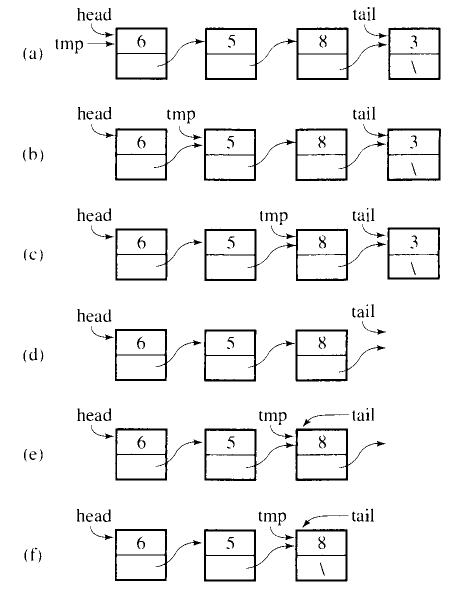 head tail
(a) tmp 6 5 8 3
\
head tmp tail
(b) 6 5 8 3
\
head tmp tail
(c) 6 5 8 3
\
head tail
(d) 6 5 8
head tmp tail
(e) 6 5 8
head tmp tail
(f) 6 5 8
\